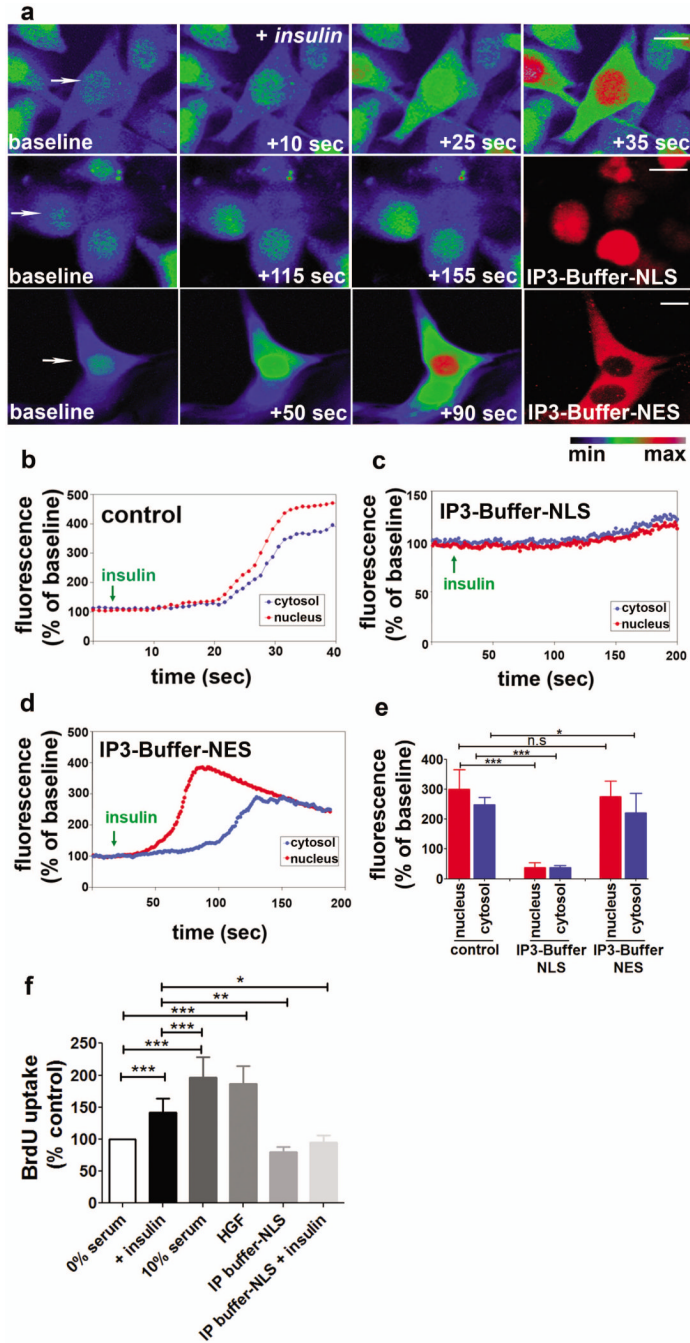 a
+ insulin
baseline
+10 sec
+25 sec
+35 sec
baseline
+115 sec
+155 sec
IP3-Buffer-NLS
baseline
+50 sec
+90 sec
IP3-Buffer-NES
min max
b
control
fluorescence
(% of baseline)
500
400
300
200
100
0
insulin
cytosol
nucleus
0 10 20 30 40
time (sec)
c
IP3-Buffer-NLS
fluorescence
(% of baseline)
150
100
50
0
insulin
cytosol
nucleus
50 100 150 200
time (sec)
d
IP3-Buffer-NES
fluorescence
(% of baseline)
500
400
300
200
100
0
insulin
cytosol
nucleus
50 100 150 200
time (sec)
e
fluorescence
(% of baseline)
400
300
200
100
0
*
n.s
***
***
nucleus
cytosol
nucleus
cytosol
nucleus
cytosol
control
IP3-Buffer
NLS
IP3-Buffer
NES
f
BrdU uptake
(% control)
250
200
150
100
50
0
*
**
***
***
***
***
0% serum
+ insulin
10% serum
HGF
IP buffer-NLS
IP buffer-NLS + insulin